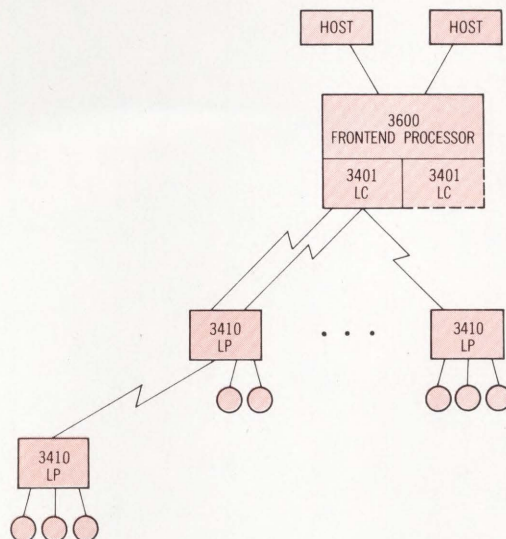 HOST
HOST
3600
FRONTEND PROCESSOR
3401
LC
3401
LC
3410
LP
3410
LP
3410
LP